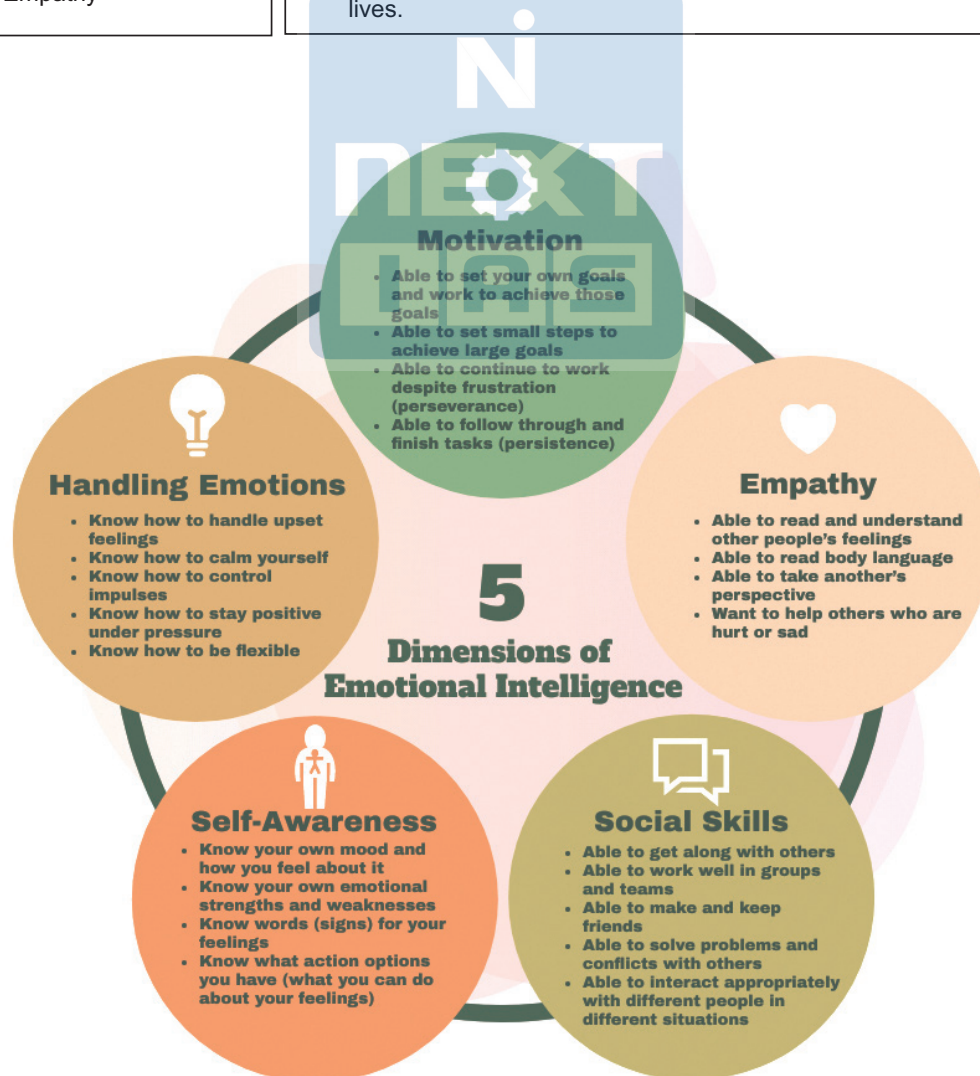 Empathy
lives.
NEXT
IAS
Motivation
• Able to set your own goals
and work to achieve those
goals
• Able to set small steps to
achieve large goals
• Able to continue to work
despite frustration
(perseverance)
• Able to follow through and
finish tasks (persistence)
Handling Emotions
• Know how to handle upset
feelings
• Know how to calm yourself
• Know how to control
impulses
• Know how to stay positive
under pressure
• Know how to be flexible
Empathy
• Able to read and understand
other people’s feelings
• Able to read body language
• Able to take another’s
perspective
• Want to help others who are
hurt or sad
5
Dimensions of
Emotional Intelligence
Self-Awareness
• Know your own mood and
how you feel about it
• Know your own emotional
strengths and weaknesses
• Know words (signs) for your
feelings
• Know what action options
you have (what you can do
about your feelings)
Social Skills
• Able to get along with others
• Able to work well in groups
and teams
• Able to make and keep
friends
• Able to solve problems and
conflicts with others
• Able to interact appropriately
with different people in
different situations